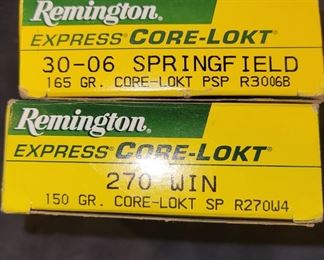 Remington
EXPRESS CORE-LOKT
30-06 SPRINGFIELD
165 GR. CORE-LOKT PSP R3006B
Remington
EXPRESS CORE-LOKT
270 WIN
150 GR. CORE-LOKT SP R270W4